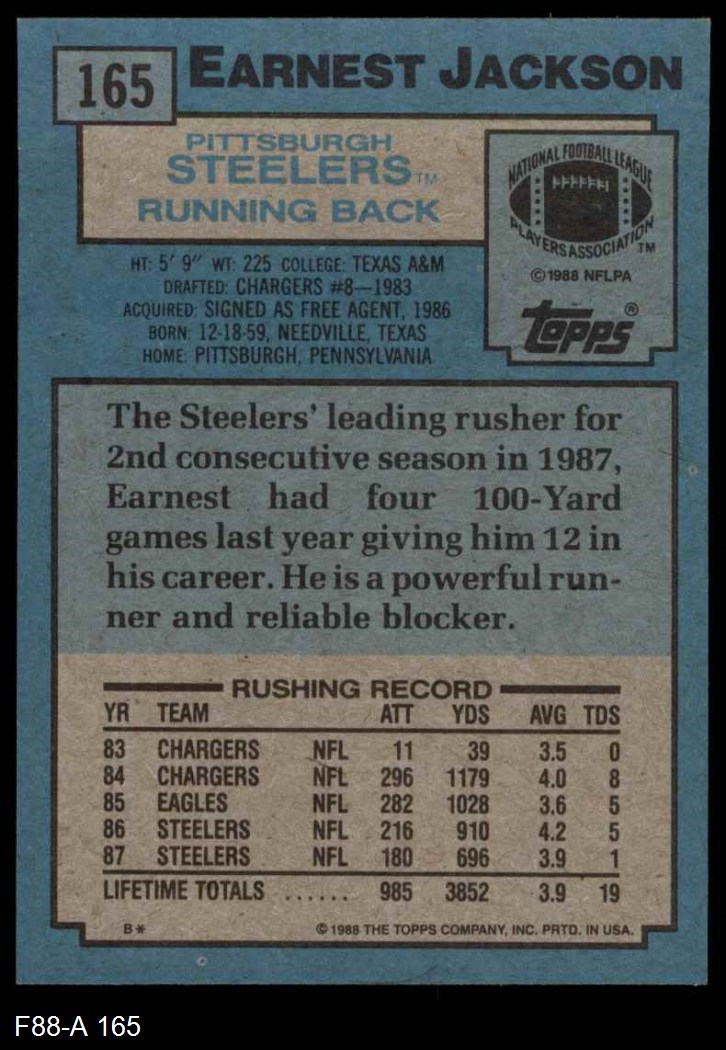 165
EARNEST JACKSON
PITTSBURGH
STEELERS TM
RUNNING BACK
NATIONAL FOOTBALL LEAGUE
PLAYERS ASSOCIATION TM
© 1988 NFLPA
topps®
HT: 5' 9" WT: 225 COLLEGE: TEXAS A&M
DRAFTED: CHARGERS #8—1983
ACQUIRED: SIGNED AS FREE AGENT, 1986
BORN: 12-18-59, NEEDVILLE, TEXAS
HOME: PITTSBURGH, PENNSYLVANIA
The Steelers' leading rusher for
2nd consecutive season in 1987,
Earnest had four 100-Yard
games last year giving him 12 in
his career. He is a powerful run-
ner and reliable blocker.
RUSHING RECORD
YR TEAM ATT YDS AVG TDS
83 CHARGERS NFL 11 39 3.5 0
84 CHARGERS NFL 296 1179 4.0 8
85 EAGLES NFL 282 1028 3.6 5
86 STEELERS NFL 216 910 4.2 5
87 STEELERS NFL 180 696 3.9 1
LIFETIME TOTALS ...... 985 3852 3.9 19
B* © 1988 THE TOPPS COMPANY, INC. PRTD. IN USA.
F88-A 165